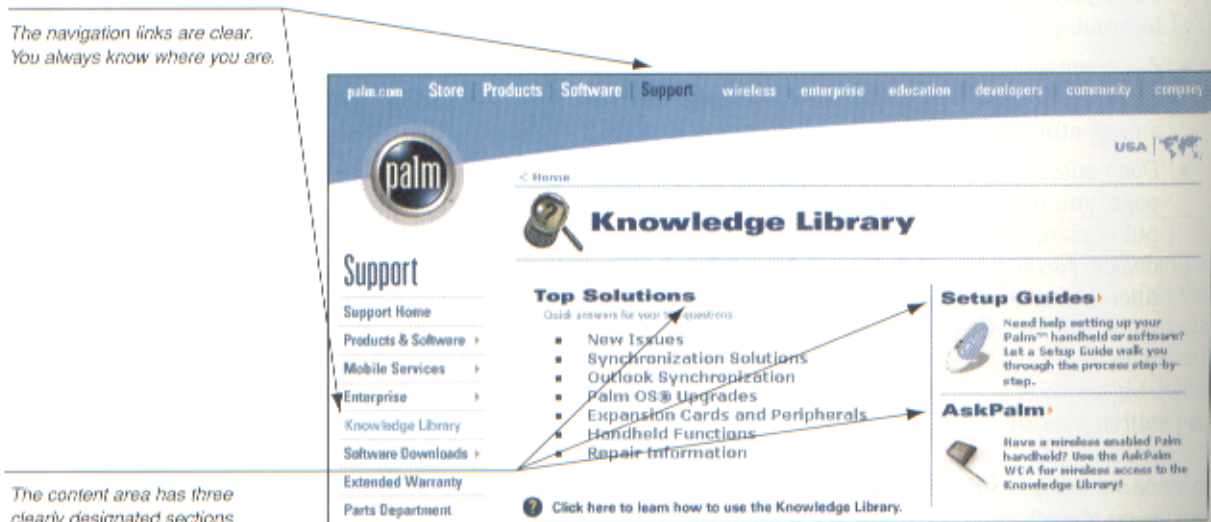 The navigation links are clear.
You always know where you are.
palm.com Store Products Software Support wireless enterprise education developers community company
USA
palm
< Home
Knowledge Library
Support
Support Home
Products & Software
Mobile Services
Enterprise
Knowledge Library
Software Downloads
Extended Warranty
Parts Department
Top Solutions
Quick answers for your top questions
New Issues
Synchronization Solutions
Outlook Synchronization
Palm OS® Upgrades
Expansion Cards and Peripherals
Handheld Functions
Repair Information
? Click here to learn how to use the Knowledge Library.
Setup Guides
Need help setting up your
Palm™ handheld or software?
Let a Setup Guide walk you
through the process step-by-
step.
AskPalm
Have a wireless enabled Palm
handheld? Use the AskPalm
WCA for wireless access to the
Knowledge Library!
The content area has three
clearly designated sections